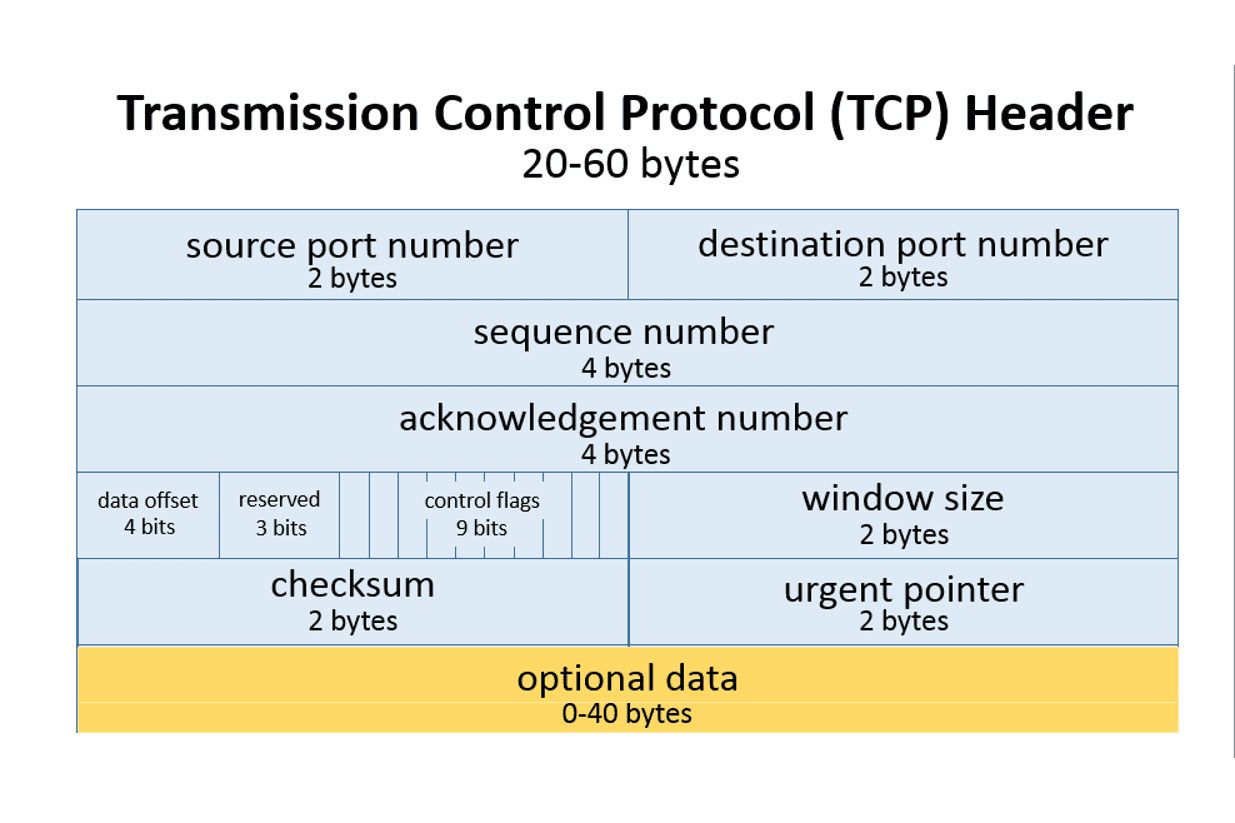 Transmission Control Protocol (TCP) Header
20-60 bytes
source port number
2 bytes
destination port number
2 bytes
sequence number
4 bytes
acknowledgement number
4 bytes
data offset
4 bits
reserved
3 bits
control flags
9 bits
window size
2 bytes
checksum
2 bytes
urgent pointer
2 bytes
optional data
0-40 bytes